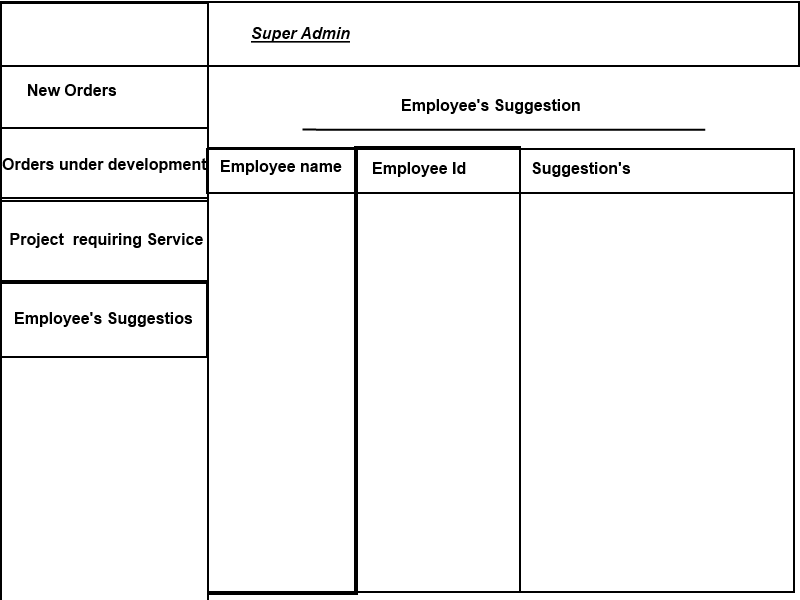 Super Admin
New Orders
Employee's Suggestion
Orders under development
Employee name
Employee Id
Suggestion's
Project requiring Service
Employee's Suggestios